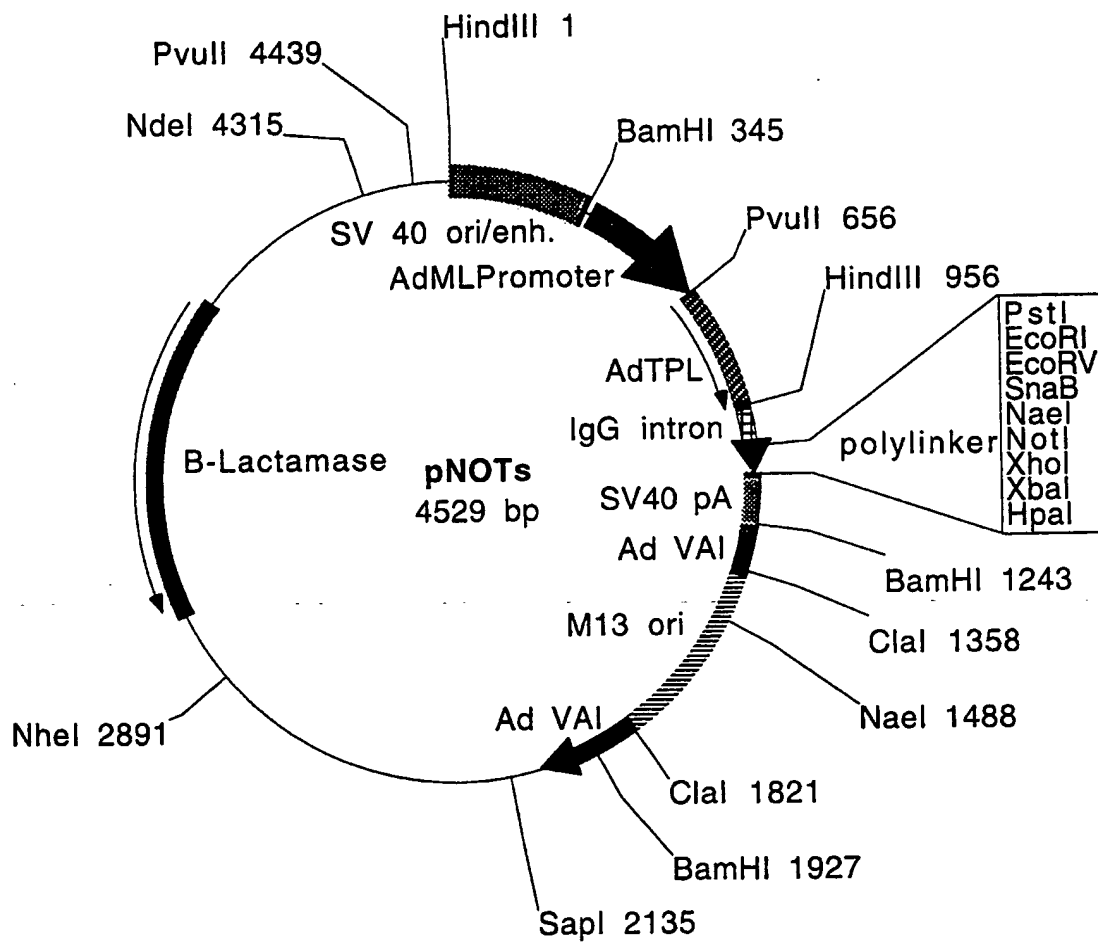 HindIII 1
PvuII 4439
NdeI 4315
BamHI 345
SV 40 ori/enh.
PvuII 656
AdMLPromoter
HindIII 956
PstI
EcoRI
EcoRV
SnaB
NaeI
NotI
XhoI
XbaI
HpaI
AdTPL
IgG intron
polylinker
B-Lactamase
pNOTs
4529 bp
SV40 pA
Ad VAI
BamHI 1243
M13 ori
ClaI 1358
NaeI 1488
Ad VAI
NheI 2891
ClaI 1821
BamHI 1927
SapI 2135